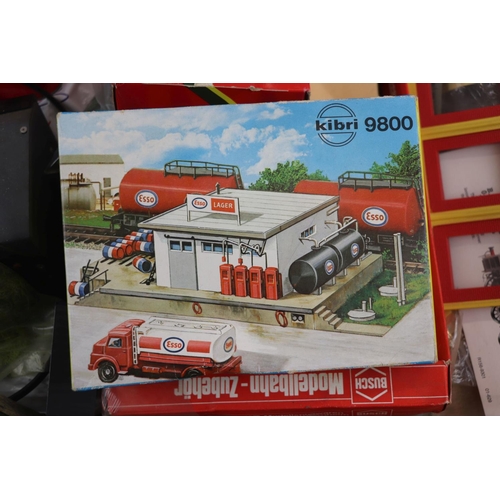 kibri 9800
Esso
Esso
Esso LAGER
Esso
Esso
BUSCH
Modellbahn-Zubehör